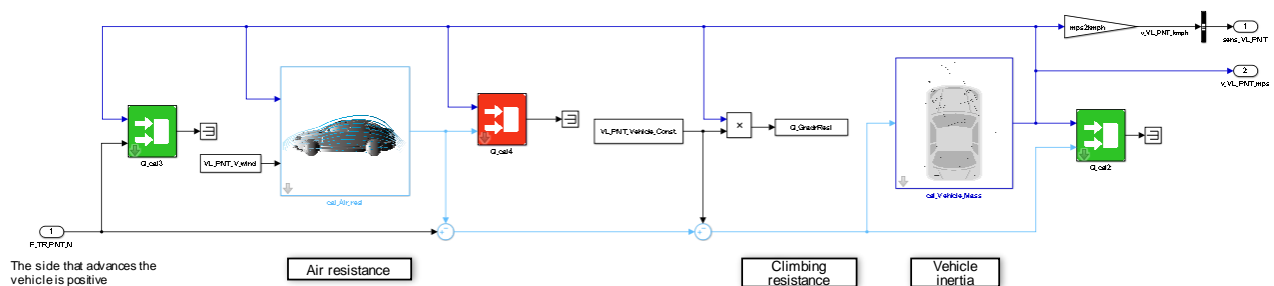 mps2kmph
v_VL_PNT_kmph
1
sens_VL_PNT
2
v_VL_PNT_mps
Q_cal3
VL_PNT_V_wind
cal_Air_resi
Q_cal4
VL_PNT_Vehicle_Const.
×
Q_GradrResi
cal_Vehicle_Mass
Q_cal2
1
F_TR_PNT_N
The side that advances the
vehicle is positive
Air resistance
Climbing
resistance
Vehicle
inertia